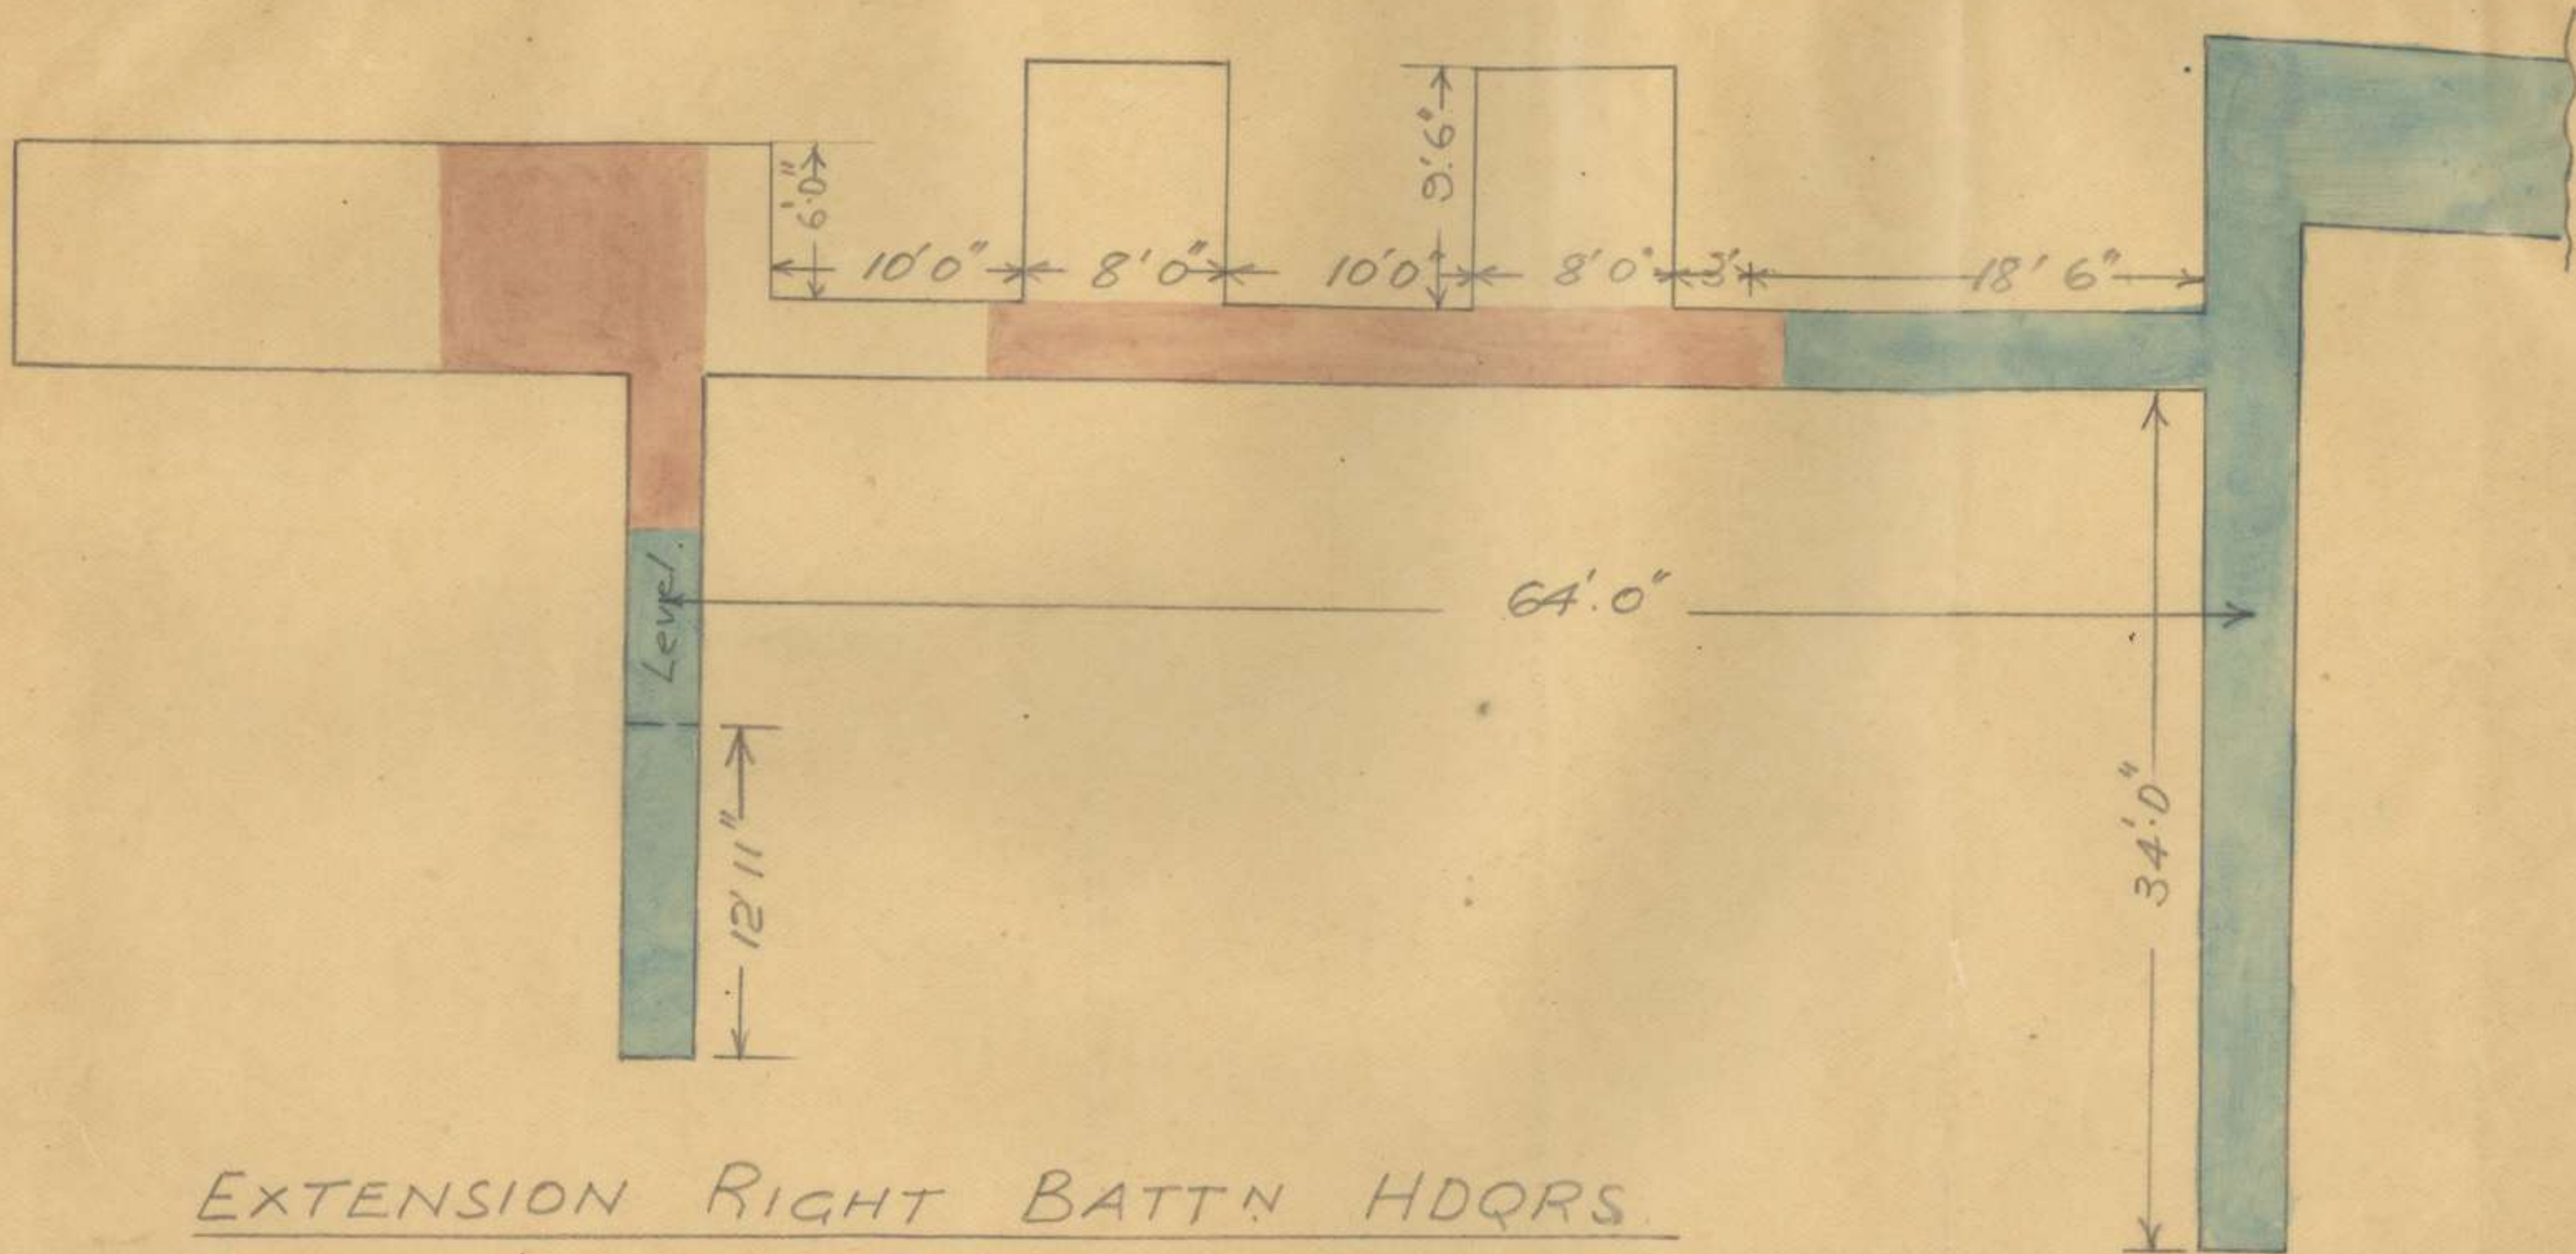 6'.0"
9'.6"
10'0" 8'0" 10'0" 8'0" 3' 18' 6"
Level.
64'.0"
12' 11"
34'.0"
EXTENSION RIGHT BATTN HDQRS.